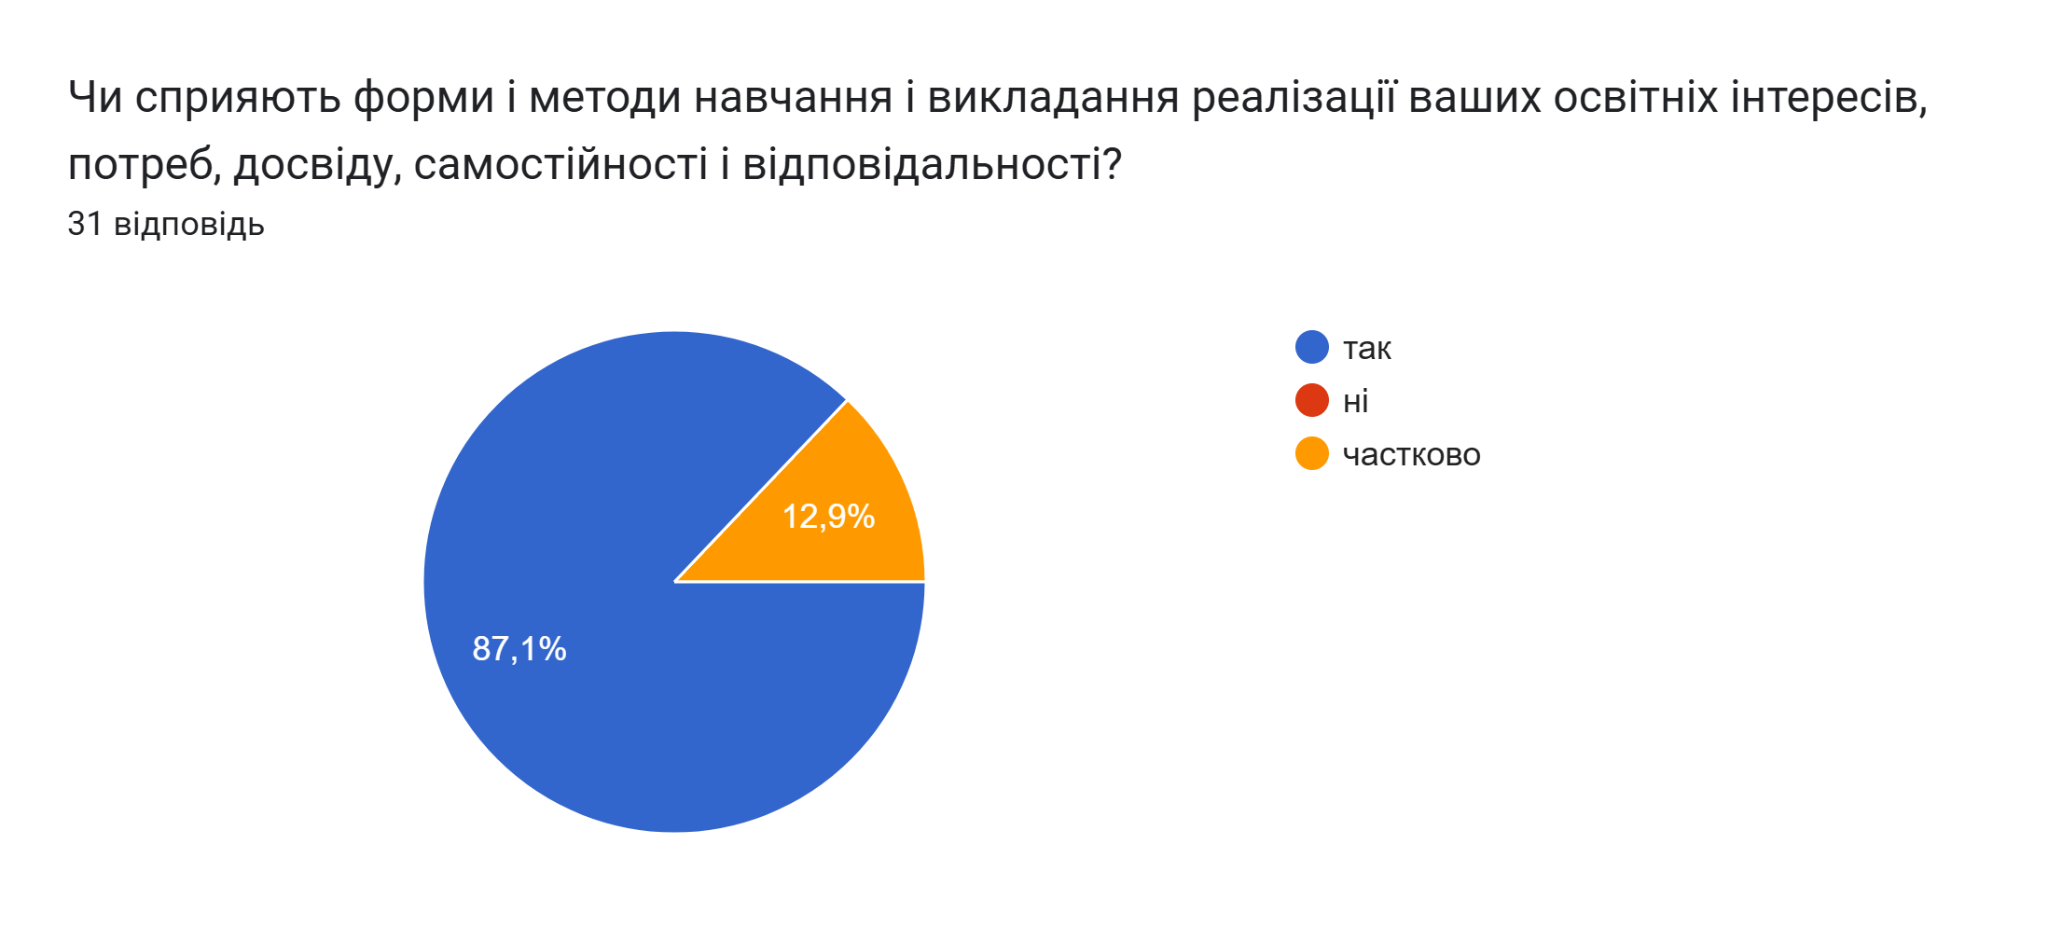 Чи сприяють форми і методи навчання і викладання реалізації ваших освітніх інтересів,
потреб, досвіду, самостійності і відповідальності?
31 відповідь
так
ні
частково
12,9%
87,1%